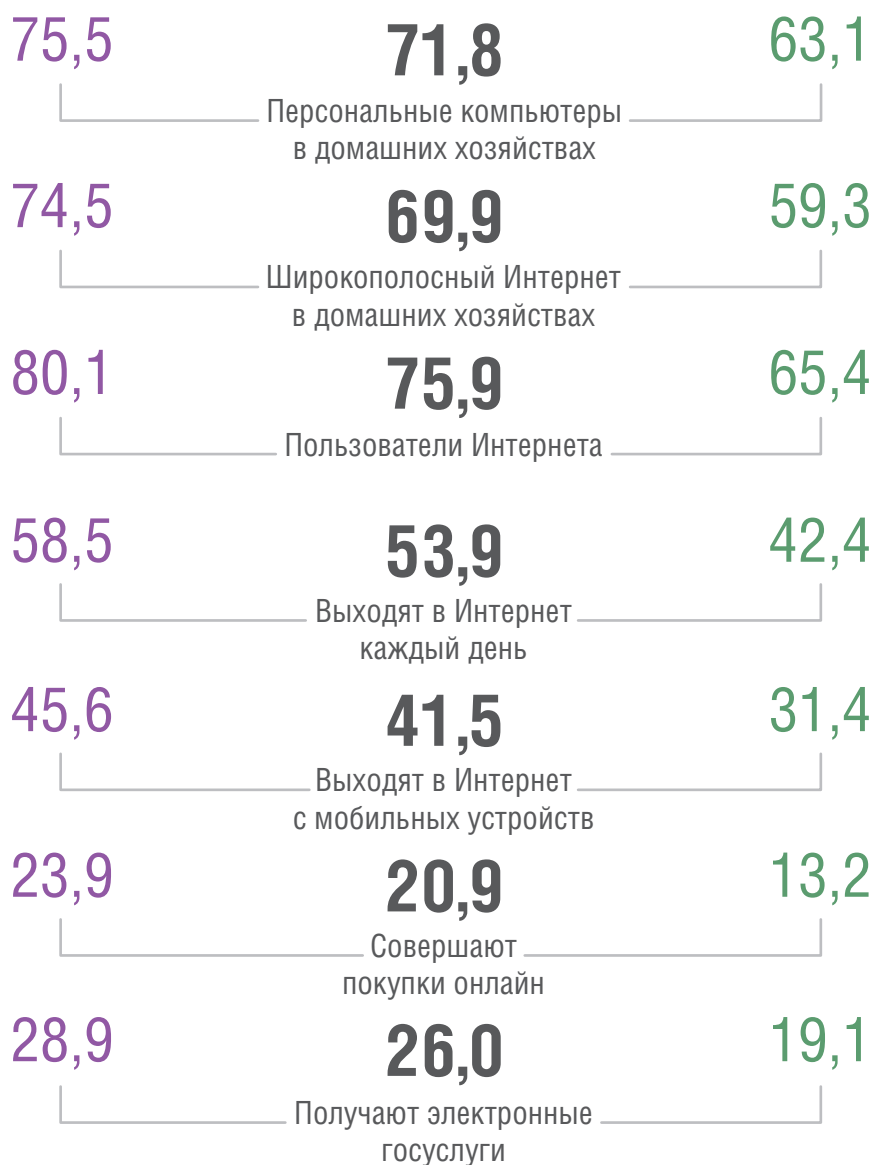 75,5 71,8 63,1
Персональные компьютеры
в домашних хозяйствах
74,5 69,9 59,3
Широкополосный Интернет
в домашних хозяйствах
80,1 75,9 65,4
Пользователи Интернета
58,5 53,9 42,4
Выходят в Интернет
каждый день
45,6 41,5 31,4
Выходят в Интернет
с мобильных устройств
23,9 20,9 13,2
Совершают
покупки онлайн
28,9 26,0 19,1
Получают электронные
госуслуги